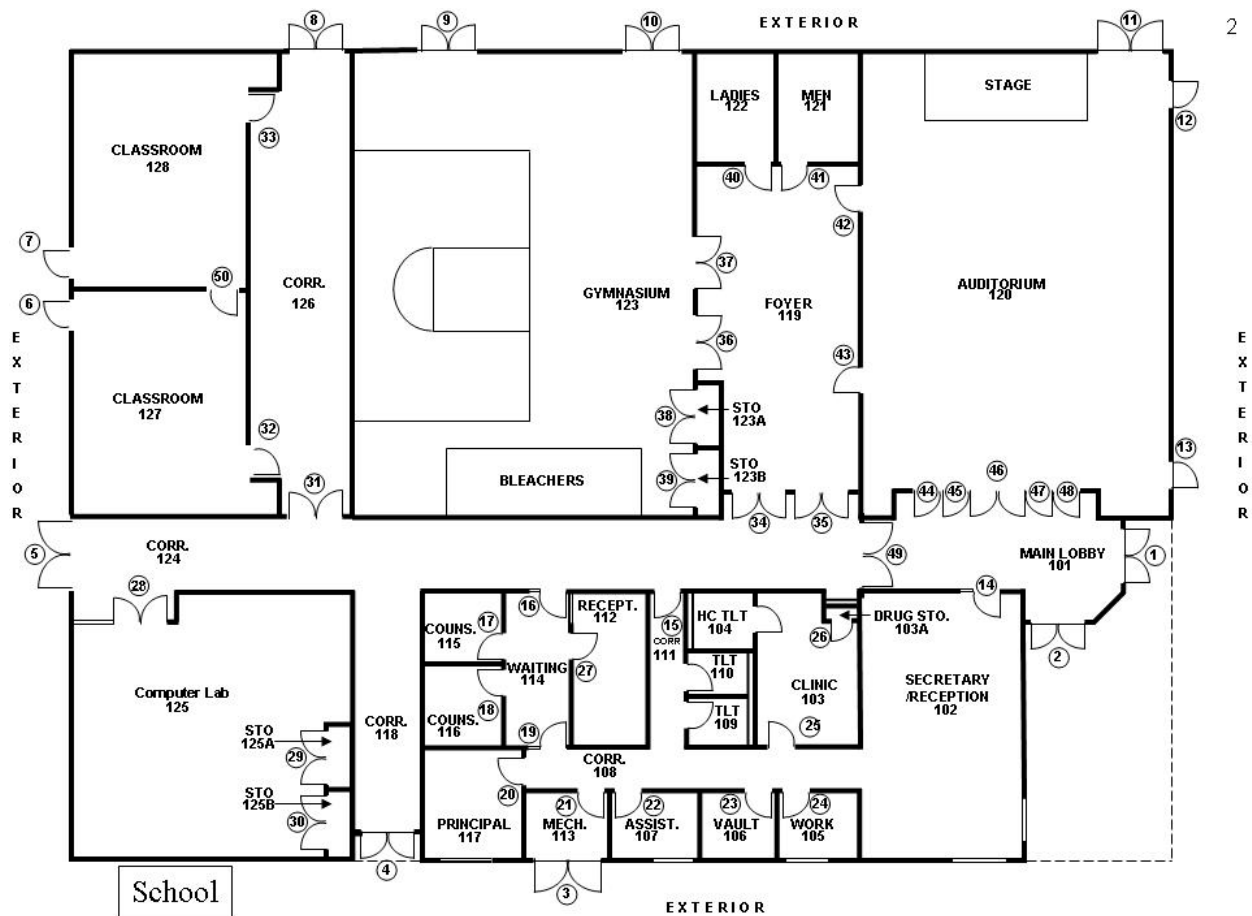 8
9
10
EXTERIOR
11
2
LADIES
122
MEN
121
STAGE
12
33
CLASSROOM
128
40
41
42
7
50
37
6
CORR.
126
GYMNASIUM
123
FOYER
119
AUDITORIUM
120
36
43
EXTERIOR
EXTERIOR
CLASSROOM
127
38
STO
123A
32
13
BLEACHERS
39
STO
123B
46
31
44
45
47
48
34
35
5
CORR.
124
49
MAIN LOBBY
101
1
28
14
16
RECEPT.
112
17
COUNS.
115
15
CORR
111
HC TLT
104
26
DRUG STO.
103A
2
27
WAITING
114
TLT
110
Computer Lab
125
CLINIC
103
SECRETARY
/RECEPTION
102
CORR.
118
18
COUNS.
116
TLT
109
25
STO
125A
29
19
CORR.
108
STO
125B
20
21
22
23
24
30
PRINCIPAL
117
MECH.
113
ASSIST.
107
VAULT
106
WORK
105
4
3
School
EXTERIOR